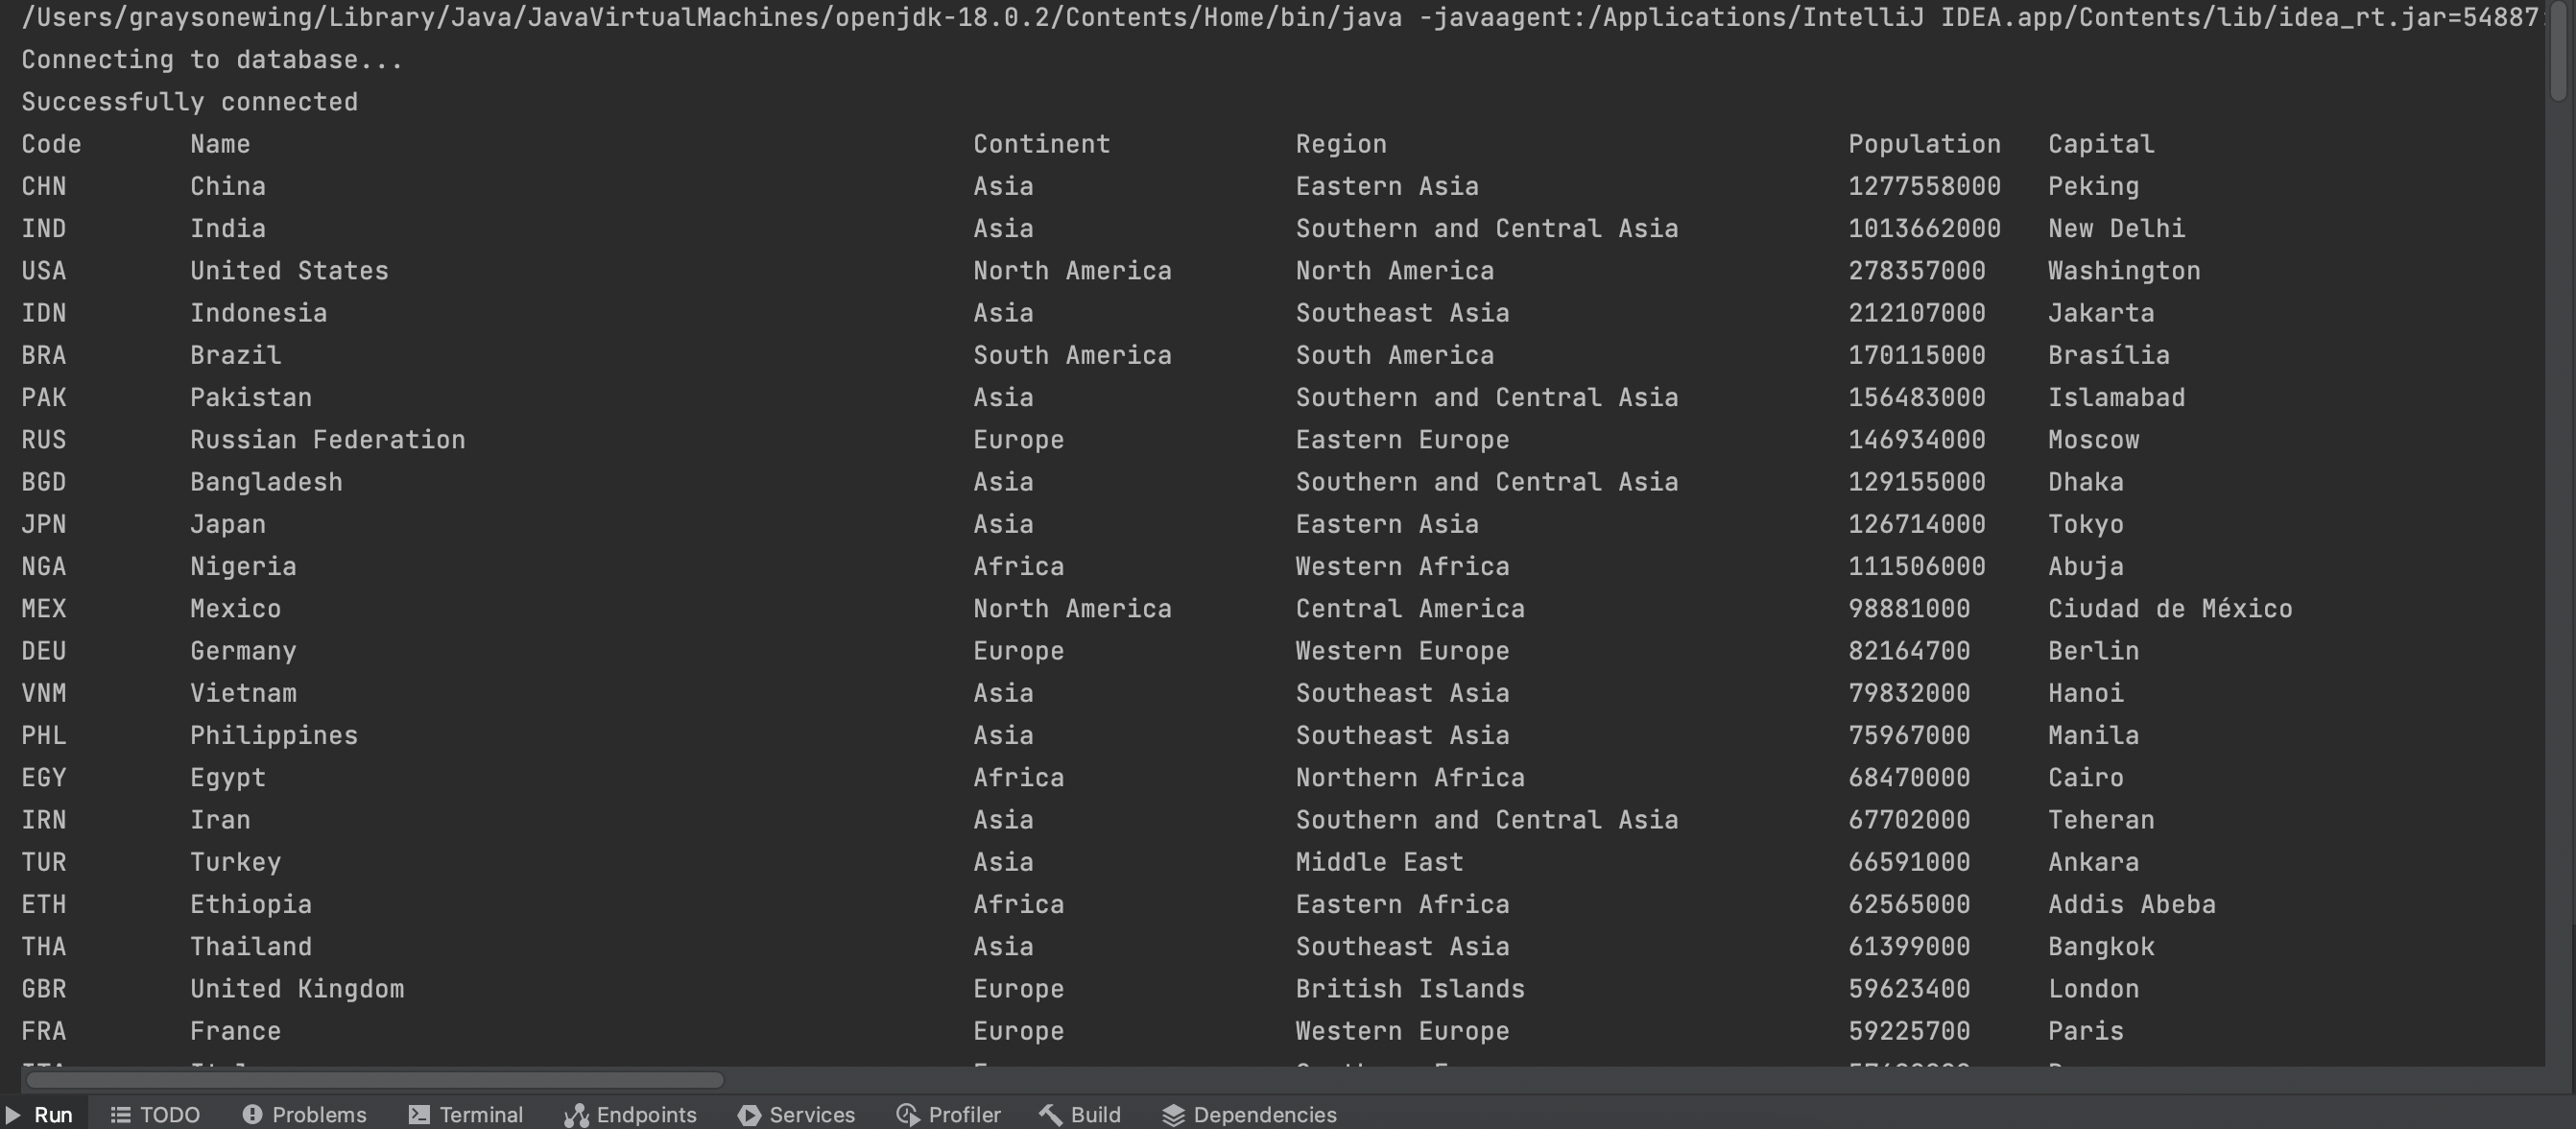 /Users/graysonewing/Library/Java/JavaVirtualMachines/openjdk-18.0.2/Contents/Home/bin/java -javaagent:/Applications/IntelliJ IDEA.app/Contents/lib/idea_rt.jar=54887
Connecting to database...
Successfully connected
Code Name Continent Region Population Capital
CHN China Asia Eastern Asia 1277558000 Peking
IND India Asia Southern and Central Asia 1013662000 New Delhi
USA United States North America North America 278357000 Washington
IDN Indonesia Asia Southeast Asia 212107000 Jakarta
BRA Brazil South America South America 170115000 Brasília
PAK Pakistan Asia Southern and Central Asia 156483000 Islamabad
RUS Russian Federation Europe Eastern Europe 146934000 Moscow
BGD Bangladesh Asia Southern and Central Asia 129155000 Dhaka
JPN Japan Asia Eastern Asia 126714000 Tokyo
NGA Nigeria Africa Western Africa 111506000 Abuja
MEX Mexico North America Central America 98881000 Ciudad de México
DEU Germany Europe Western Europe 82164700 Berlin
VNM Vietnam Asia Southeast Asia 79832000 Hanoi
PHL Philippines Asia Southeast Asia 75967000 Manila
EGY Egypt Africa Northern Africa 68470000 Cairo
IRN Iran Asia Southern and Central Asia 67702000 Teheran
TUR Turkey Asia Middle East 66591000 Ankara
ETH Ethiopia Africa Eastern Africa 62565000 Addis Abeba
THA Thailand Asia Southeast Asia 61399000 Bangkok
GBR United Kingdom Europe British Islands 59623400 London
FRA France Europe Western Europe 59225700 Paris
Run TODO Problems Terminal Endpoints Services Profiler Build Dependencies